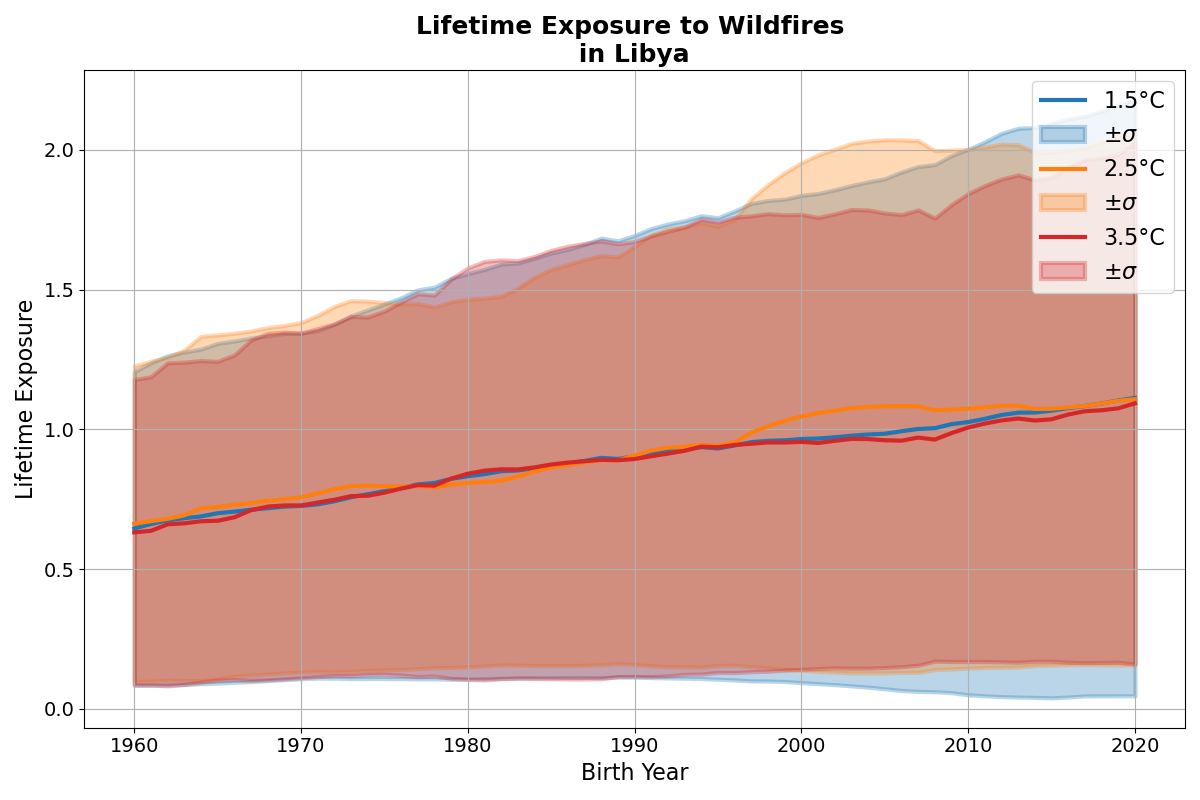 Lifetime Exposure to Wildfires
in Libya
1.5°C
±σ
2.5°C
±σ
3.5°C
±σ
Lifetime Exposure
2.0
1.5
1.0
0.5
0.0
1960 1970 1980 1990 2000 2010 2020
Birth Year